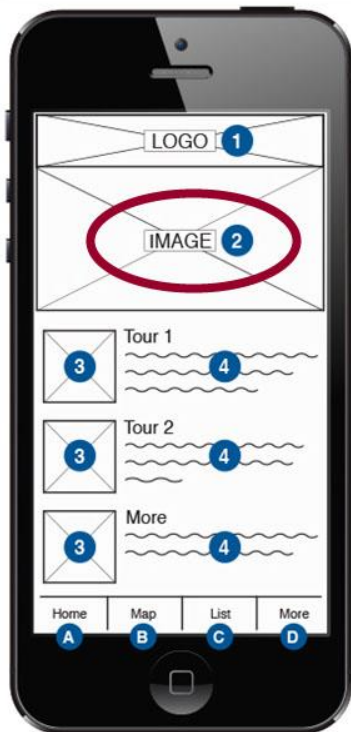 LOGO 1
IMAGE 2
Tour 1
3 4
Tour 2
3 4
More
3 4
Home Map List More
A B C D